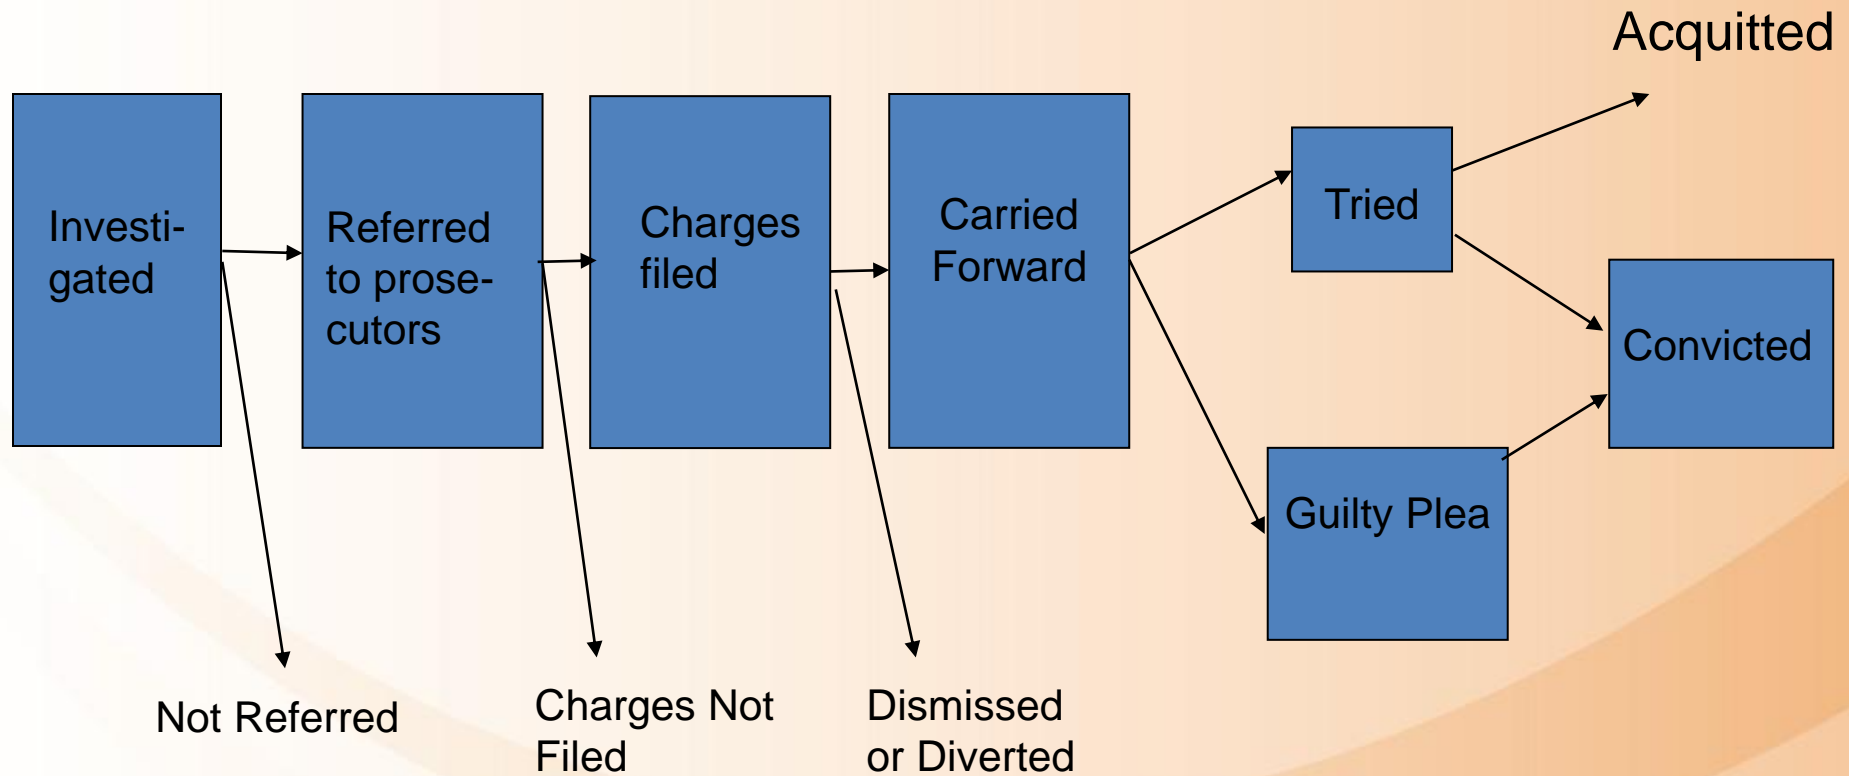 Acquitted
Investi-
gated
Referred
to prose-
cutors
Charges
filed
Carried
Forward
Tried
Convicted
Guilty Plea
Not Referred
Charges Not
Filed
Dismissed
or Diverted